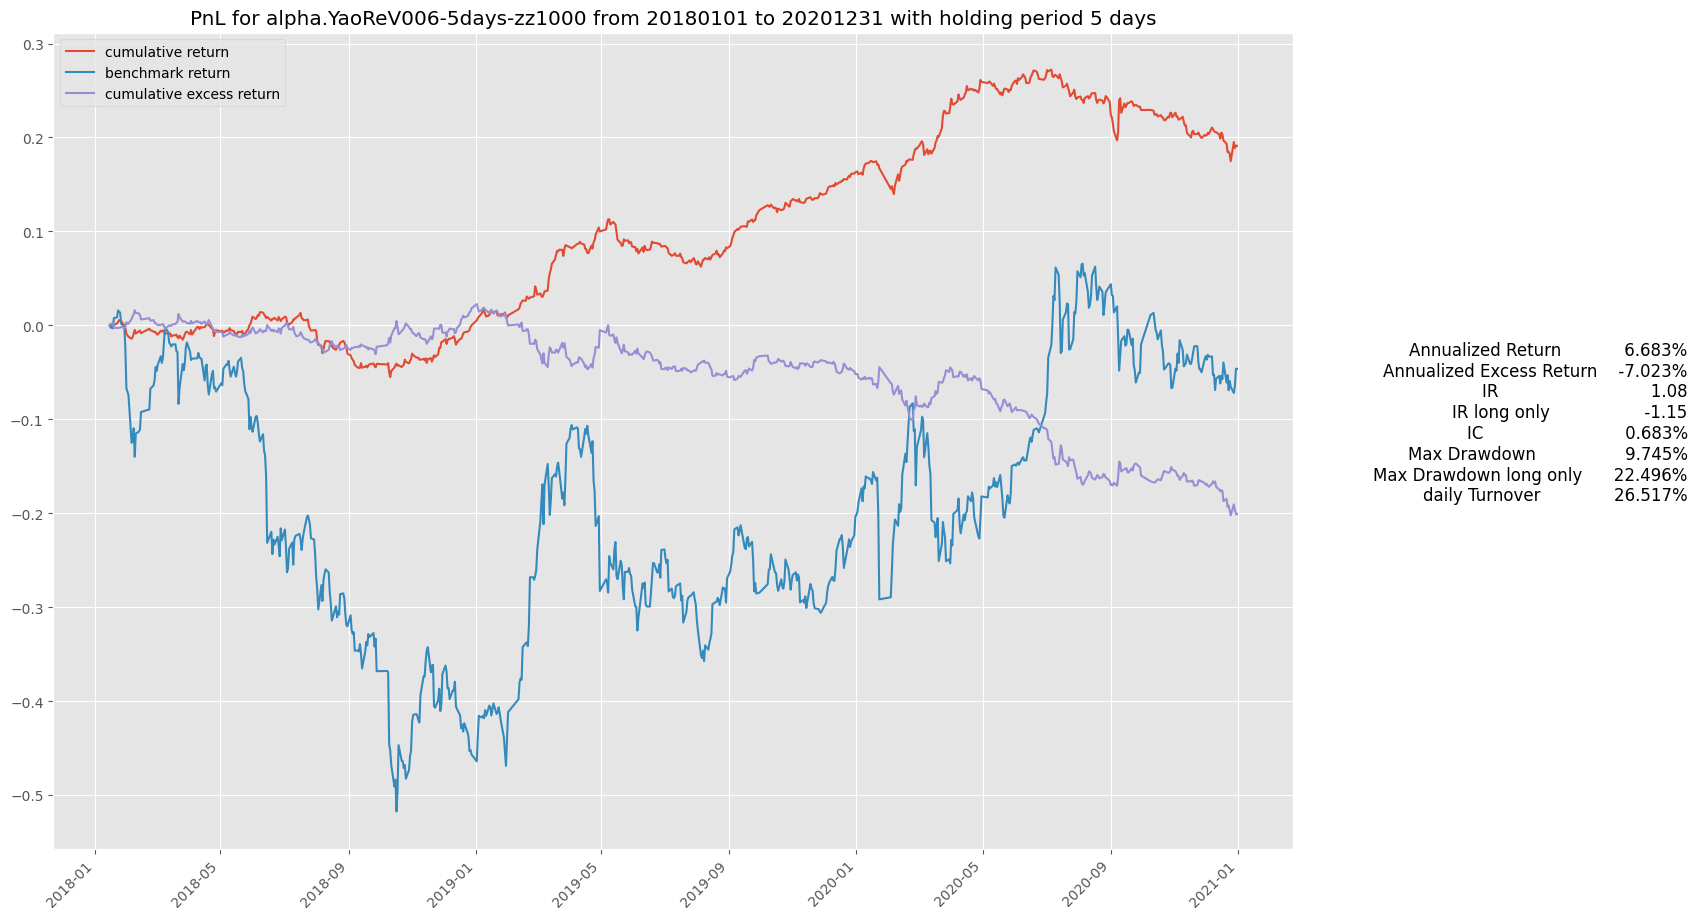 PnL for alpha.YaoReV006-5days-zz1000 from 20180101 to 20201231 with holding period 5 days
cumulative return
benchmark return
cumulative excess return
0.3
0.2
0.1
0.0
−0.1
−0.2
−0.3
−0.4
−0.5
2018-01
2018-05
2018-09
2019-01
2019-05
2019-09
2020-01
2020-05
2020-09
2021-01
Annualized Return 6.683%
Annualized Excess Return -7.023%
IR 1.08
IR long only -1.15
IC 0.683%
Max Drawdown 9.745%
Max Drawdown long only 22.496%
daily Turnover 26.517%